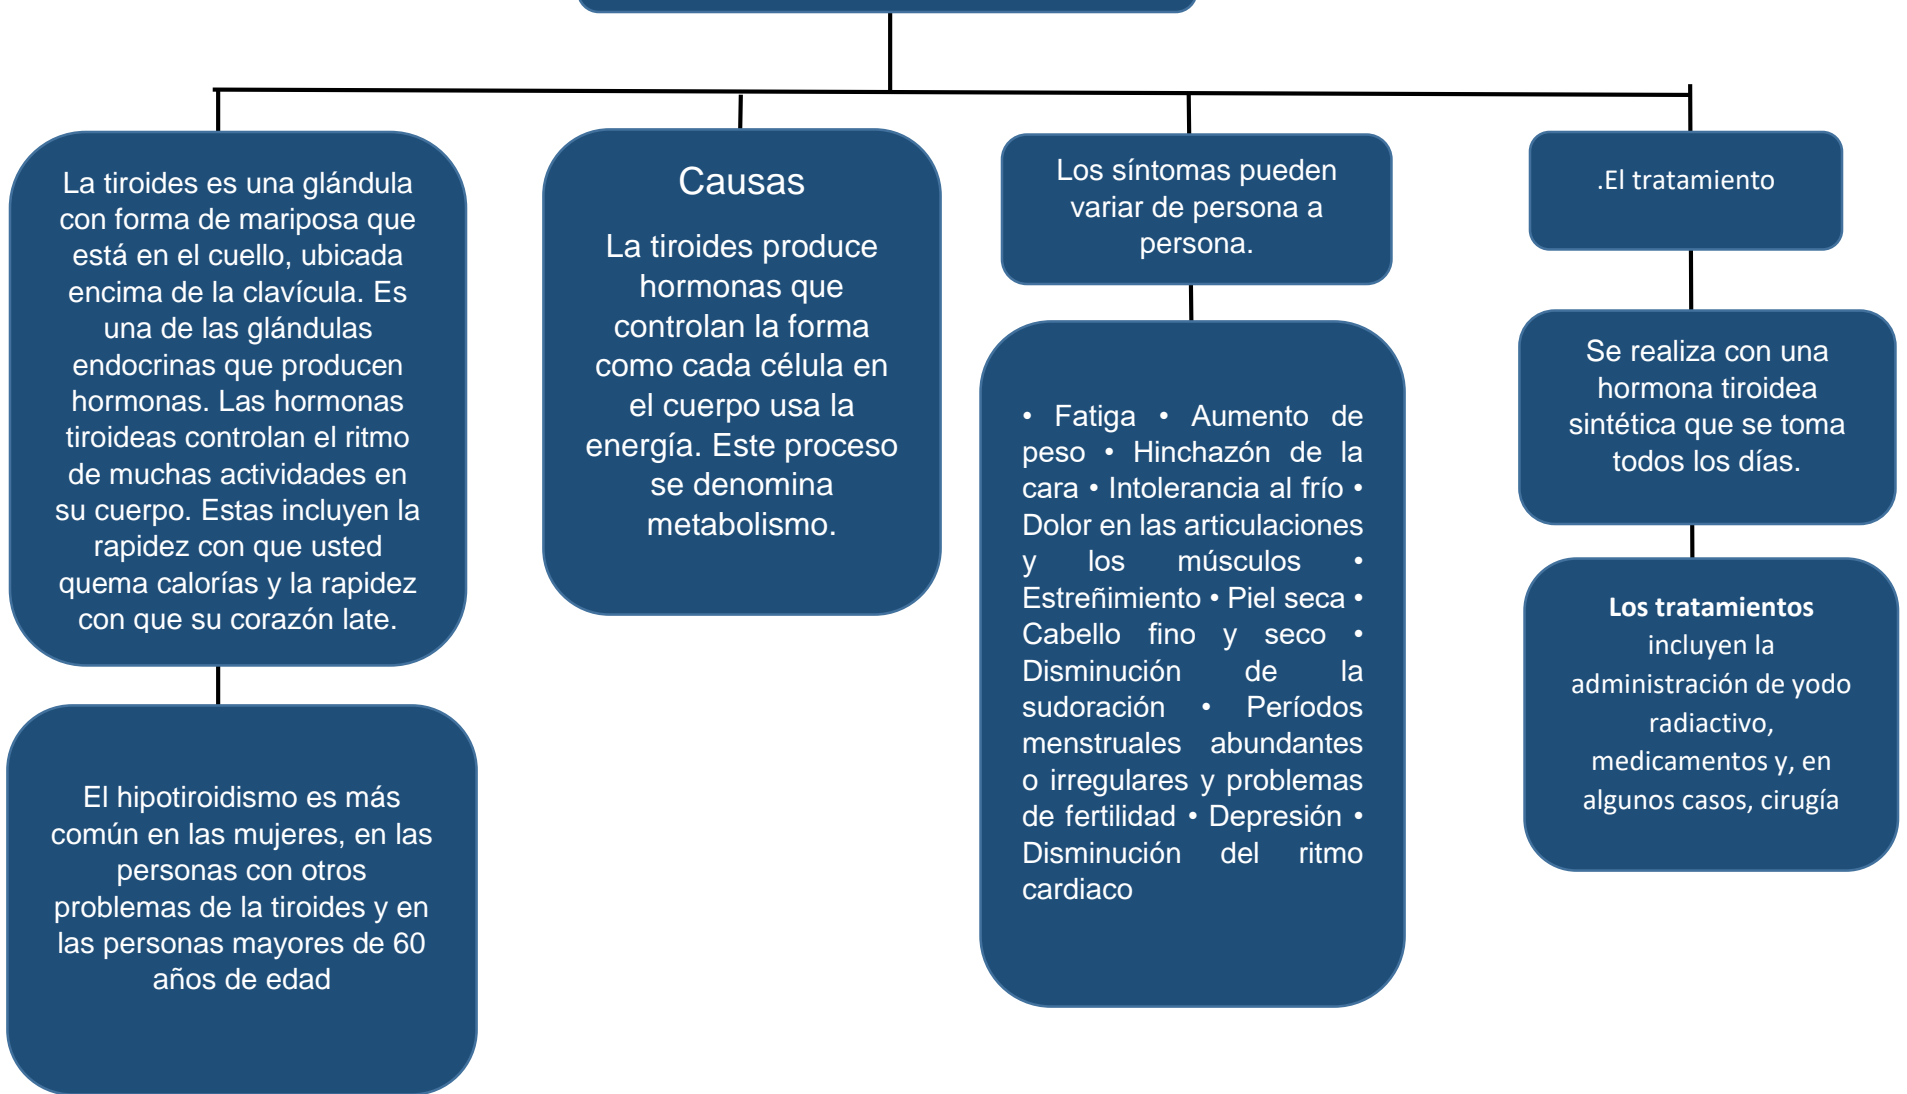 La tiroides es una glándula
con forma de mariposa que
está en el cuello, ubicada
encima de la clavícula. Es
una de las glándulas
endocrinas que producen
hormonas. Las hormonas
tiroideas controlan el ritmo
de muchas actividades en
su cuerpo. Estas incluyen la
rapidez con que usted
quema calorías y la rapidez
con que su corazón late.
El hipotiroidismo es más
común en las mujeres, en las
personas con otros
problemas de la tiroides y en
las personas mayores de 60
años de edad
Causas
La tiroides produce
hormonas que
controlan la forma
como cada célula en
el cuerpo usa la
energía. Este proceso
se denomina
metabolismo.
Los síntomas pueden
variar de persona a
persona.
• Fatiga • Aumento de
peso • Hinchazón de la
cara • Intolerancia al frío •
Dolor en las articulaciones
y los músculos •
Estreñimiento • Piel seca •
Cabello fino y seco •
Disminución de la
sudoración • Períodos
menstruales abundantes
o irregulares y problemas
de fertilidad • Depresión •
Disminución del ritmo
cardiaco
.El tratamiento
Se realiza con una
hormona tiroidea
sintética que se toma
todos los días.
Los tratamientos
incluyen la
administración de yodo
radiactivo,
medicamentos y, en
algunos casos, cirugía